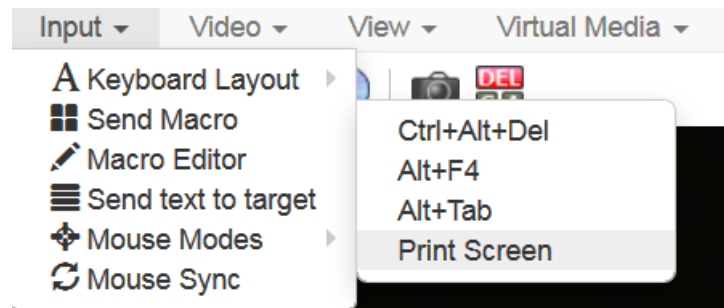 Input Video View Virtual Media
A Keyboard Layout
DEL
Send Macro
Ctrl+Alt+Del
Macro Editor
Alt+F4
Send text to target
Alt+Tab
Mouse Modes
Print Screen
Mouse Sync